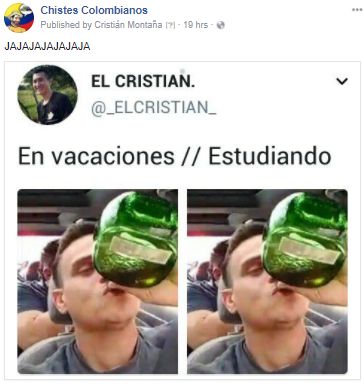 Chistes Colombianos
Published by Cristián Montaña [?] · 19 hrs ·
JAJAJAJAJAJAJA
EL CRISTIAN.
@_ELCRISTIAN_
En vacaciones // Estudiando